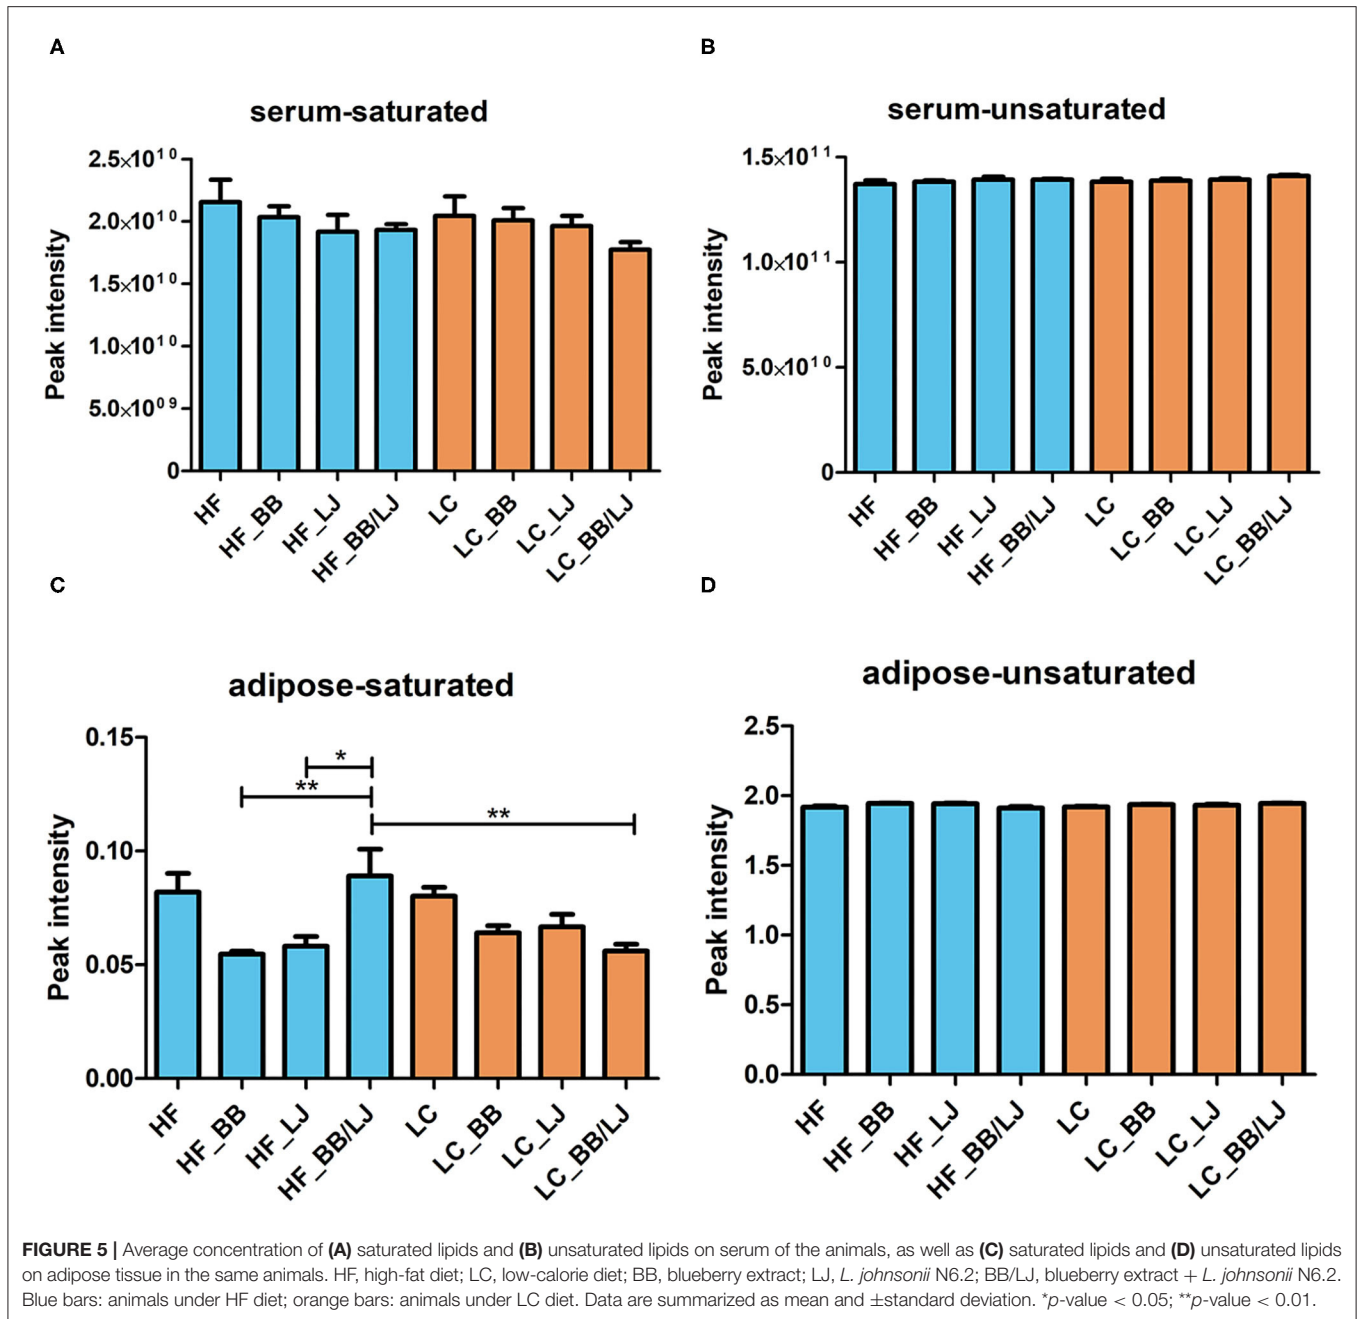 A
serum-saturated
Peak intensity
2.5×10¹⁰
2.0×10¹⁰
1.5×10¹⁰
1.0×10¹⁰
5.0×10⁰⁹
0
HF
HF_BB
HF_LJ
HF_BB/LJ
LC
LC_BB
LC_LJ
LC_BB/LJ
B
serum-unsaturated
Peak intensity
1.5×10¹¹
1.0×10¹¹
5.0×10¹⁰
0
HF
HF_BB
HF_LJ
HF_BB/LJ
LC
LC_BB
LC_LJ
LC_BB/LJ
C
adipose-saturated
Peak intensity
0.15
0.10
0.05
0.00
*
**
**
HF
HF_BB
HF_LJ
HF_BB/LJ
LC
LC_BB
LC_LJ
LC_BB/LJ
D
adipose-unsaturated
Peak intensity
2.5
2.0
1.5
1.0
0.5
0.0
HF
HF_BB
HF_LJ
HF_BB/LJ
LC
LC_BB
LC_LJ
LC_BB/LJ
FIGURE 5 | Average concentration of (A) saturated lipids and (B) unsaturated lipids on serum of the animals, as well as (C) saturated lipids and (D) unsaturated lipids
on adipose tissue in the same animals. HF, high-fat diet; LC, low-calorie diet; BB, blueberry extract; LJ, L. johnsonii N6.2; BB/LJ, blueberry extract + L. johnsonii N6.2.
Blue bars: animals under HF diet; orange bars: animals under LC diet. Data are summarized as mean and ±standard deviation. *p-value < 0.05; **p-value < 0.01.